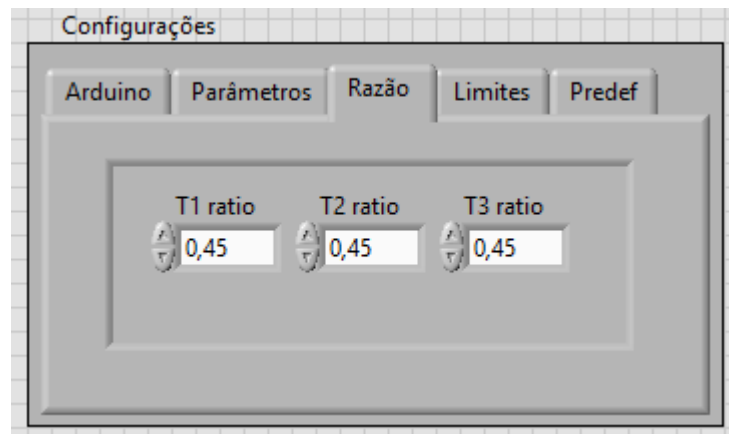 Configurações
Arduino Parâmetros Razão Limites Predef
T1 ratio T2 ratio T3 ratio
0,45 0,45 0,45